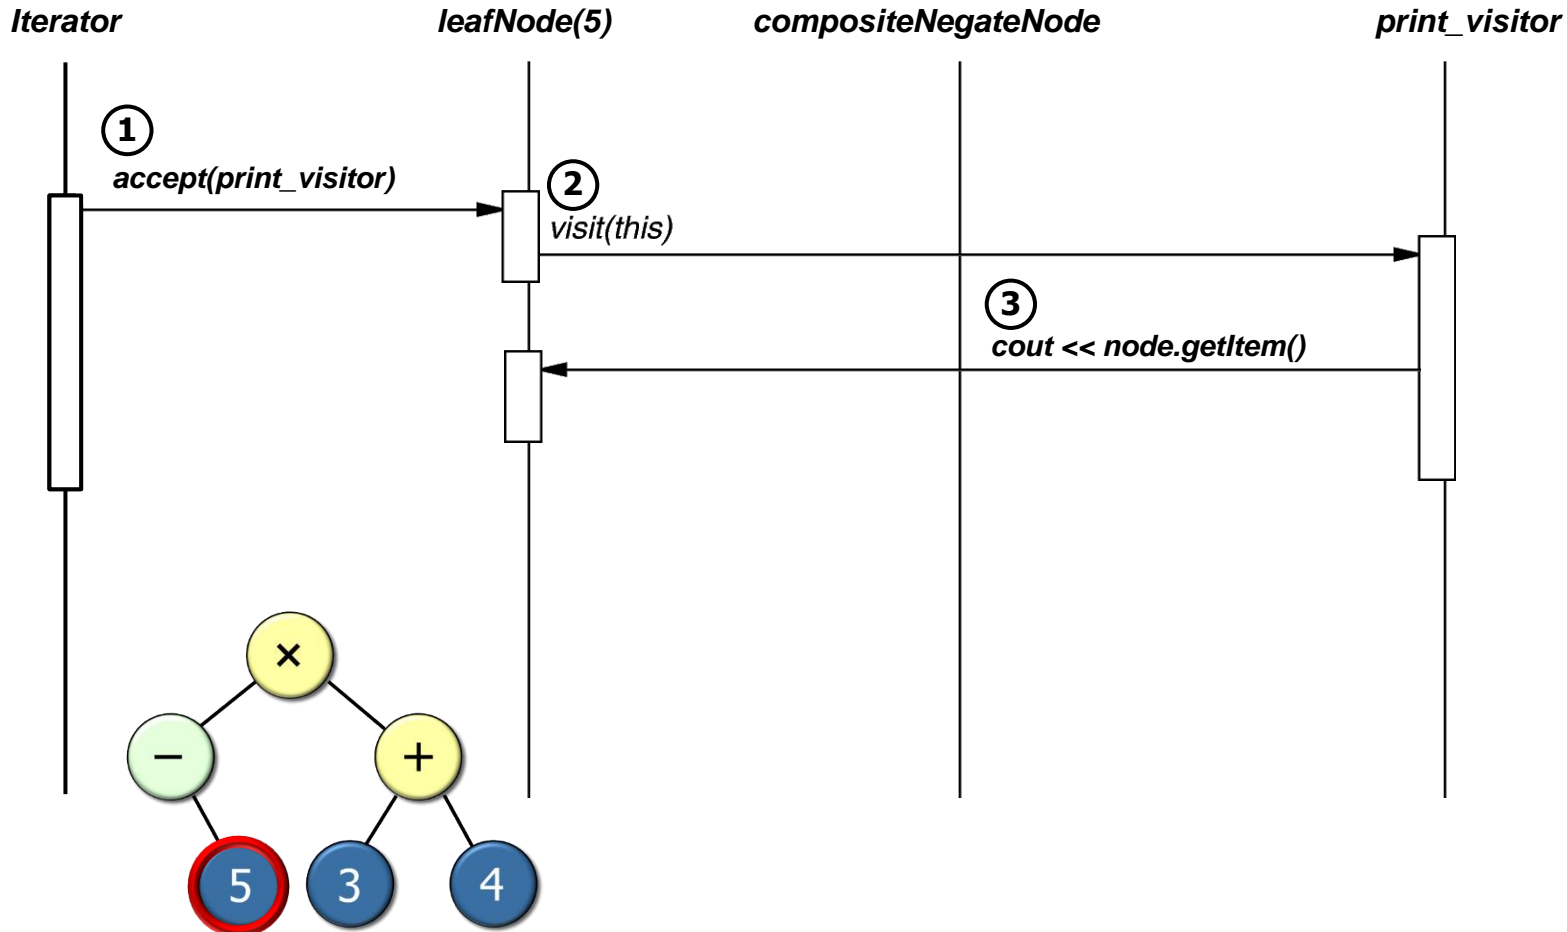 Iterator leafNode(5) compositeNegateNode print_visitor
1
accept(print_visitor)
2
visit(this)
3
cout << node.getItem()
×
− +
5 3 4